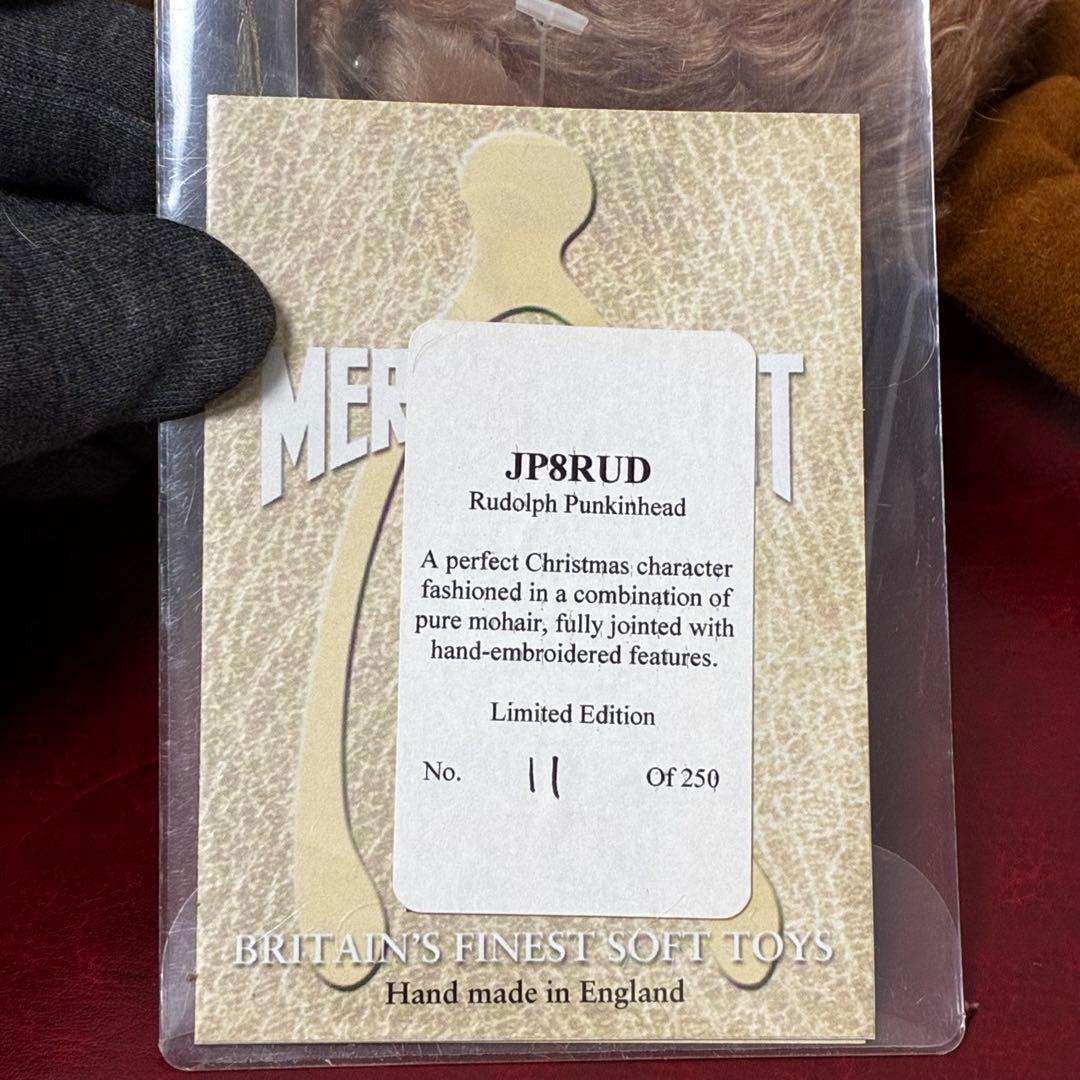 JP8RUD
Rudolph Punkinhead
A perfect Christmas character
fashioned in a combination of
pure mohair, fully jointed with
hand-embroidered features.
Limited Edition
No. 11 Of 250
BRITAIN'S FINEST SOFT TOYS
Hand made in England